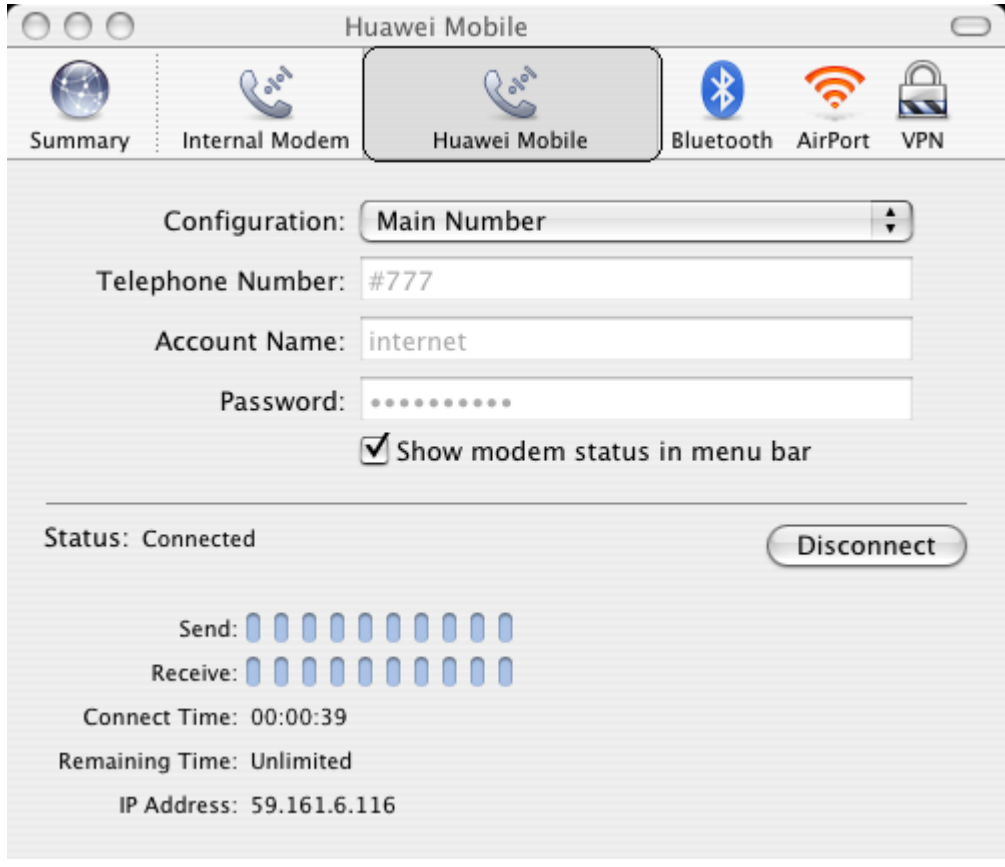 Huawei Mobile
Summary Internal Modem Huawei Mobile Bluetooth AirPort VPN
Configuration: Main Number
Telephone Number: #777
Account Name: internet
Password: ••••••••••
Show modem status in menu bar
Status: Connected Disconnect
Send:
Receive:
Connect Time: 00:00:39
Remaining Time: Unlimited
IP Address: 59.161.6.116